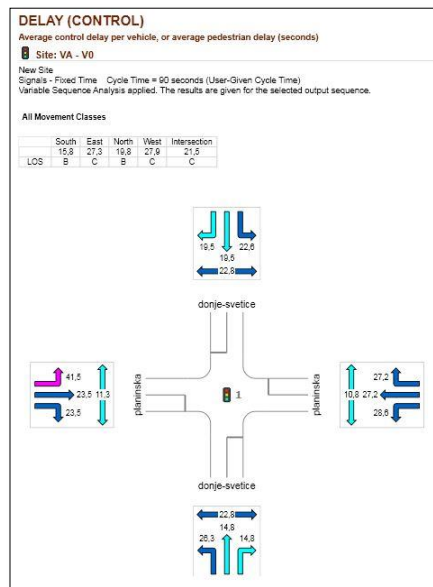 DELAY (CONTROL)
Average control delay per vehicle, or average pedestrian delay (seconds)
Site: VA - V0
New Site
Signals - Fixed Time Cycle Time = 90 seconds (User-Given Cycle Time)
Variable Sequence Analysis applied. The results are given for the selected output sequence.
All Movement Classes
South East North West Intersection
15,8 27,3 19,8 27,9 21,5
LOS B C B C C
19,5 22,6
19,5
22,8
donje-svetice
41,5
23,5 11,3
23,5
planinska
1
planinska
27,2
10,8 27,2
28,6
donje-svetice
22,8
14,8
26,3 14,8